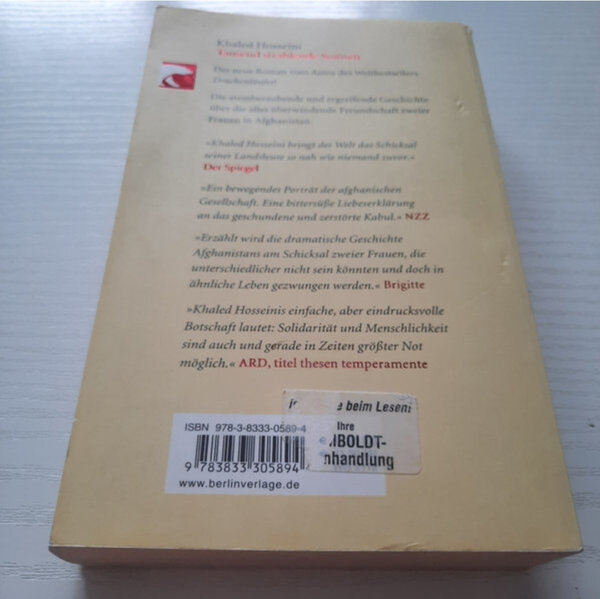 Khaled Hosseini
Tausend strahlende Sonnen
Der neue Roman vom Autor des Weltbestsellers
Drachenläufer!
Die atemberaubende und ergreifende Geschichte
über die alles überwindende Freundschaft zweier
Frauen in Afghanistan.
»Khaled Hosseini bringt der Welt das Schicksal
seiner Landsleute so nah wie niemand zuvor.«
Der Spiegel
»Ein bewegendes Porträt der afghanischen
Gesellschaft. Eine bittersüße Liebeserklärung
an das geschundene und zerstörte Kabul.« NZZ
»Erzählt wird die dramatische Geschichte
Afghanistans am Schicksal zweier Frauen, die
unterschiedlicher nicht sein könnten und doch in
ähnliche Leben gezwungen werden.« Brigitte
»Khaled Hosseinis einfache, aber eindrucksvolle
Botschaft lautet: Solidarität und Menschlichkeit
sind auch und gerade in Zeiten größter Not
möglich.« ARD, titel thesen temperamente
e beim Lesen!
Ihre
MBOLDT-
nhandlung
ISBN 978-3-8333-0589-4
9 783833 305894
www.berlinverlage.de